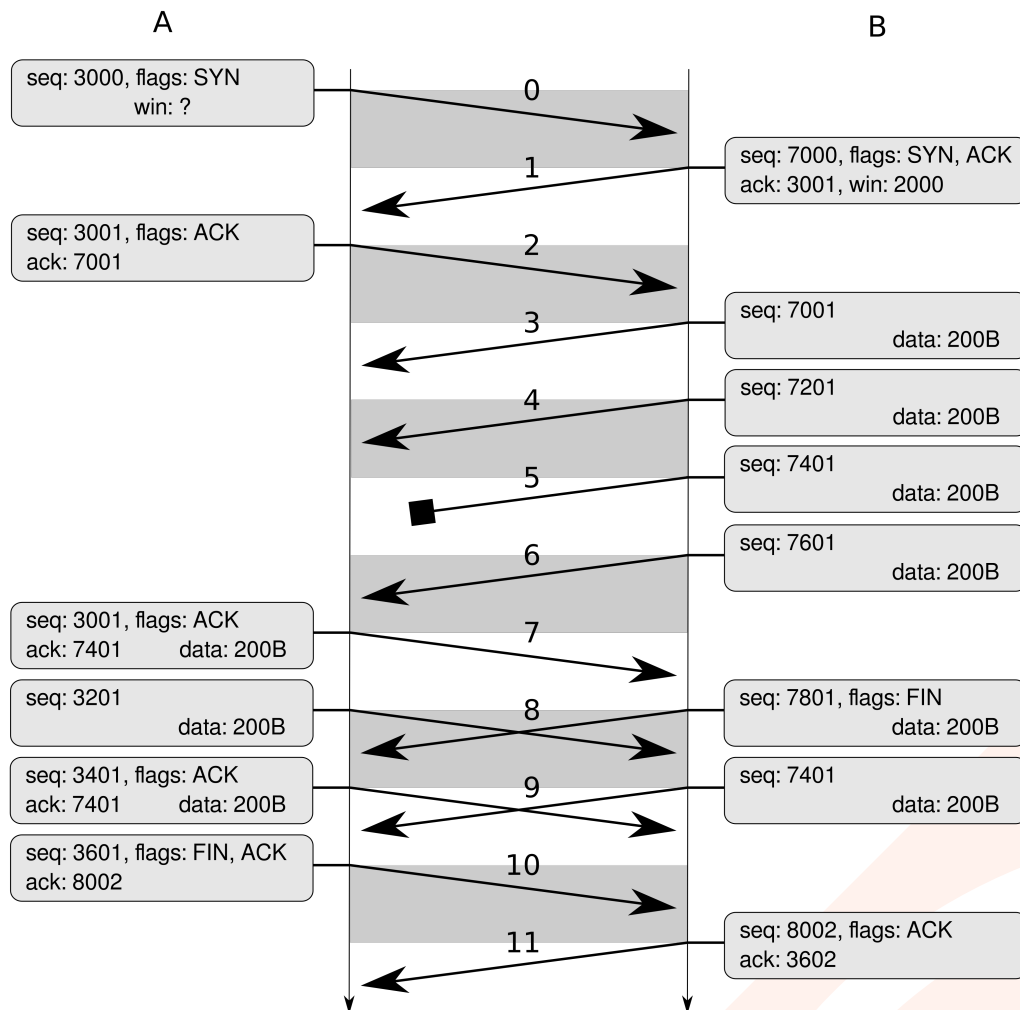 A
B
seq: 3000, flags: SYN
win: ?
0
seq: 7000, flags: SYN, ACK
ack: 3001, win: 2000
1
seq: 3001, flags: ACK
ack: 7001
2
seq: 7001
data: 200B
3
seq: 7201
data: 200B
4
seq: 7401
data: 200B
5
seq: 7601
data: 200B
6
seq: 3001, flags: ACK
ack: 7401 data: 200B
7
seq: 3201
data: 200B
8
seq: 7801, flags: FIN
data: 200B
seq: 3401, flags: ACK
ack: 7401 data: 200B
9
seq: 7401
data: 200B
seq: 3601, flags: FIN, ACK
ack: 8002
10
seq: 8002, flags: ACK
ack: 3602
11